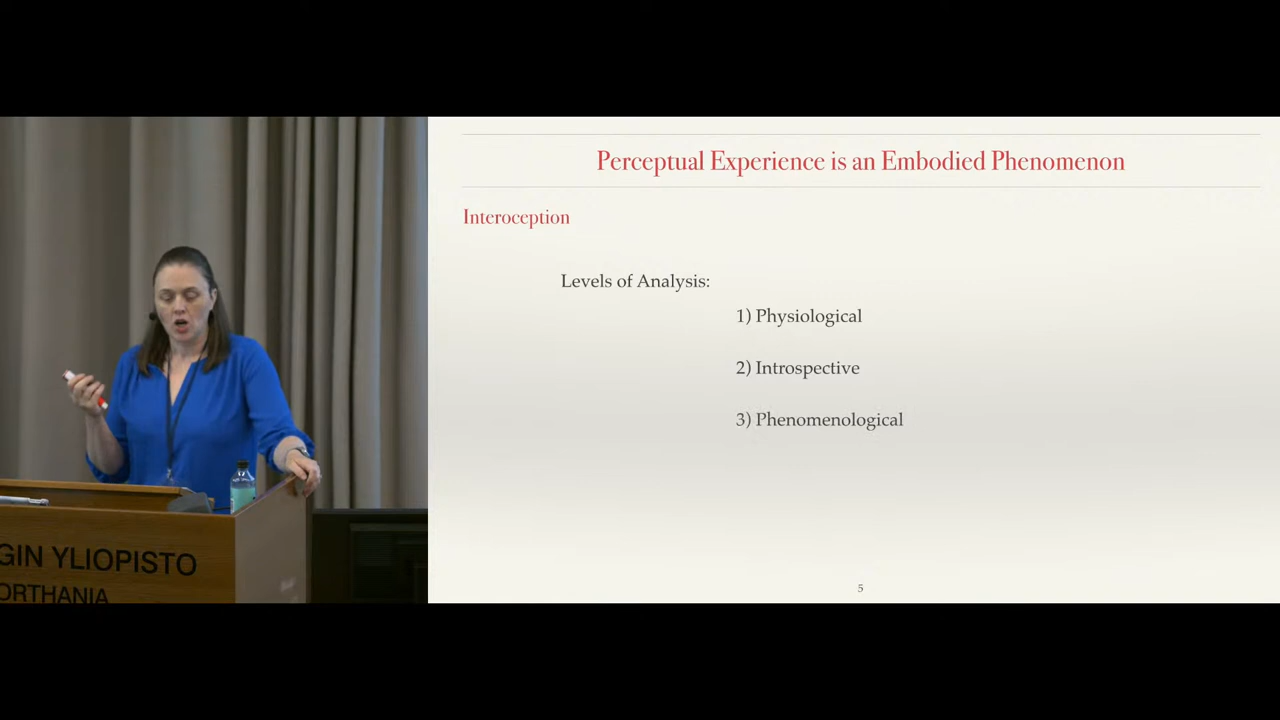 Perceptual Experience is an Embodied Phenomenon
Interoception
Levels of Analysis:
1) Physiological
2) Introspective
3) Phenomenological
5
GIN YLIOPISTO
ORTHANIA